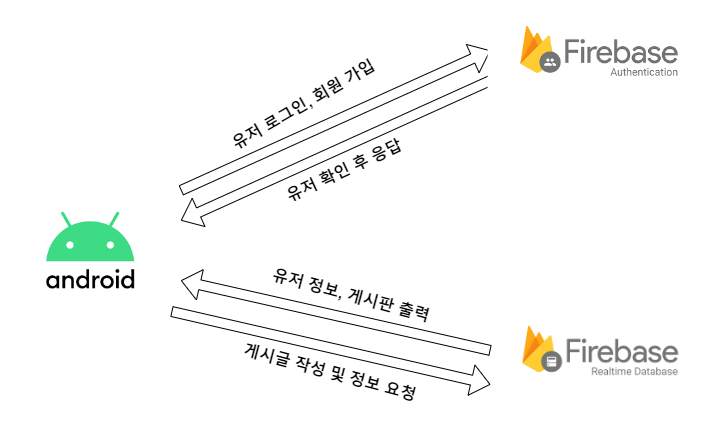 Firebase
Authentication
유저 로그인, 회원 가입
유저 확인 후 응답
android
유저 정보, 게시판 출력
게시글 작성 및 정보 요청
Firebase
Realtime Database